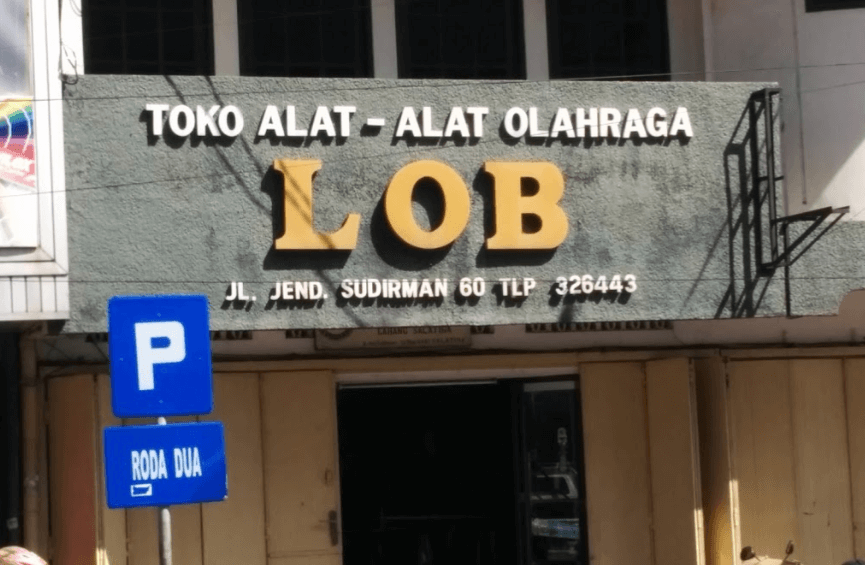 TOKO ALAT - ALAT OLAHRAGA
LOB
JL. JEND. SUDIRMAN 60 TLP 326443
P
RODA DUA